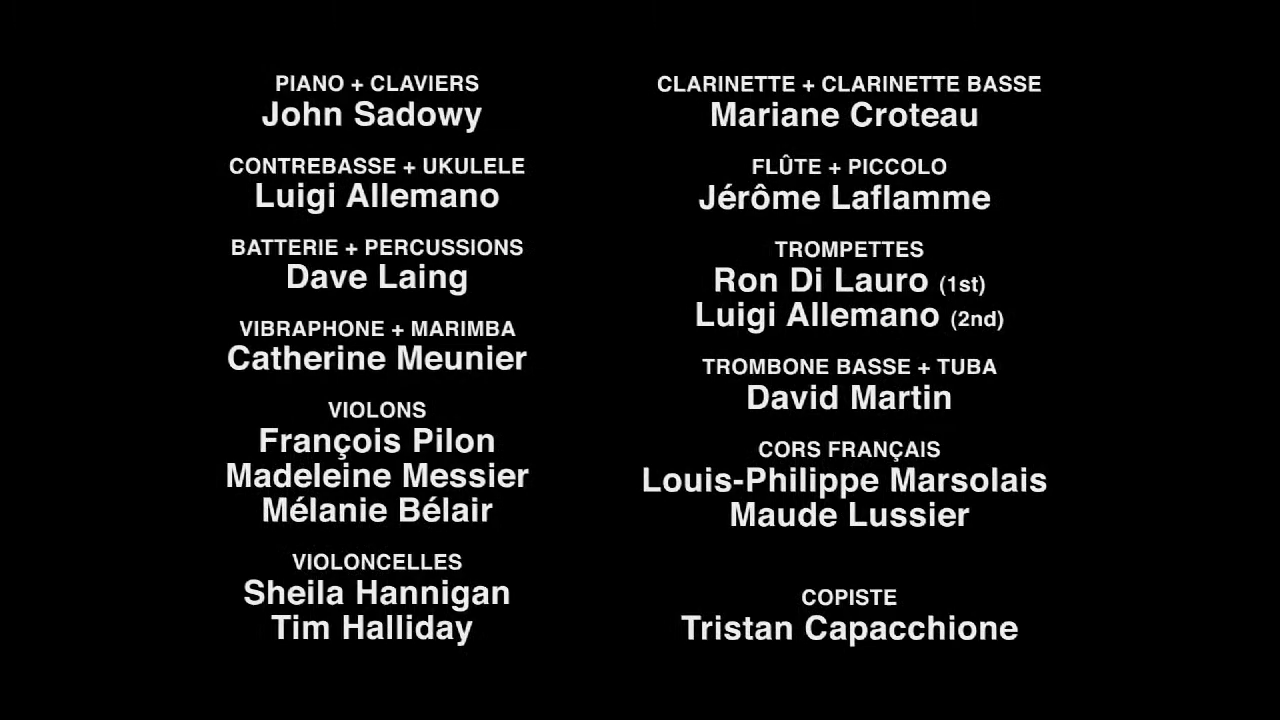 PIANO + CLAVIERS
John Sadowy
CONTREBASSE + UKULELE
Luigi Allemano
BATTERIE + PERCUSSIONS
Dave Laing
VIBRAPHONE + MARIMBA
Catherine Meunier
VIOLONS
François Pilon
Madeleine Messier
Mélanie Bélair
VIOLONCELLES
Sheila Hannigan
Tim Halliday
CLARINETTE + CLARINETTE BASSE
Mariane Croteau
FLÛTE + PICCOLO
Jérôme Laflamme
TROMPETTES
Ron Di Lauro (1st)
Luigi Allemano (2nd)
TROMBONE BASSE + TUBA
David Martin
CORS FRANÇAIS
Louis-Philippe Marsolais
Maude Lussier
COPISTE
Tristan Capacchione